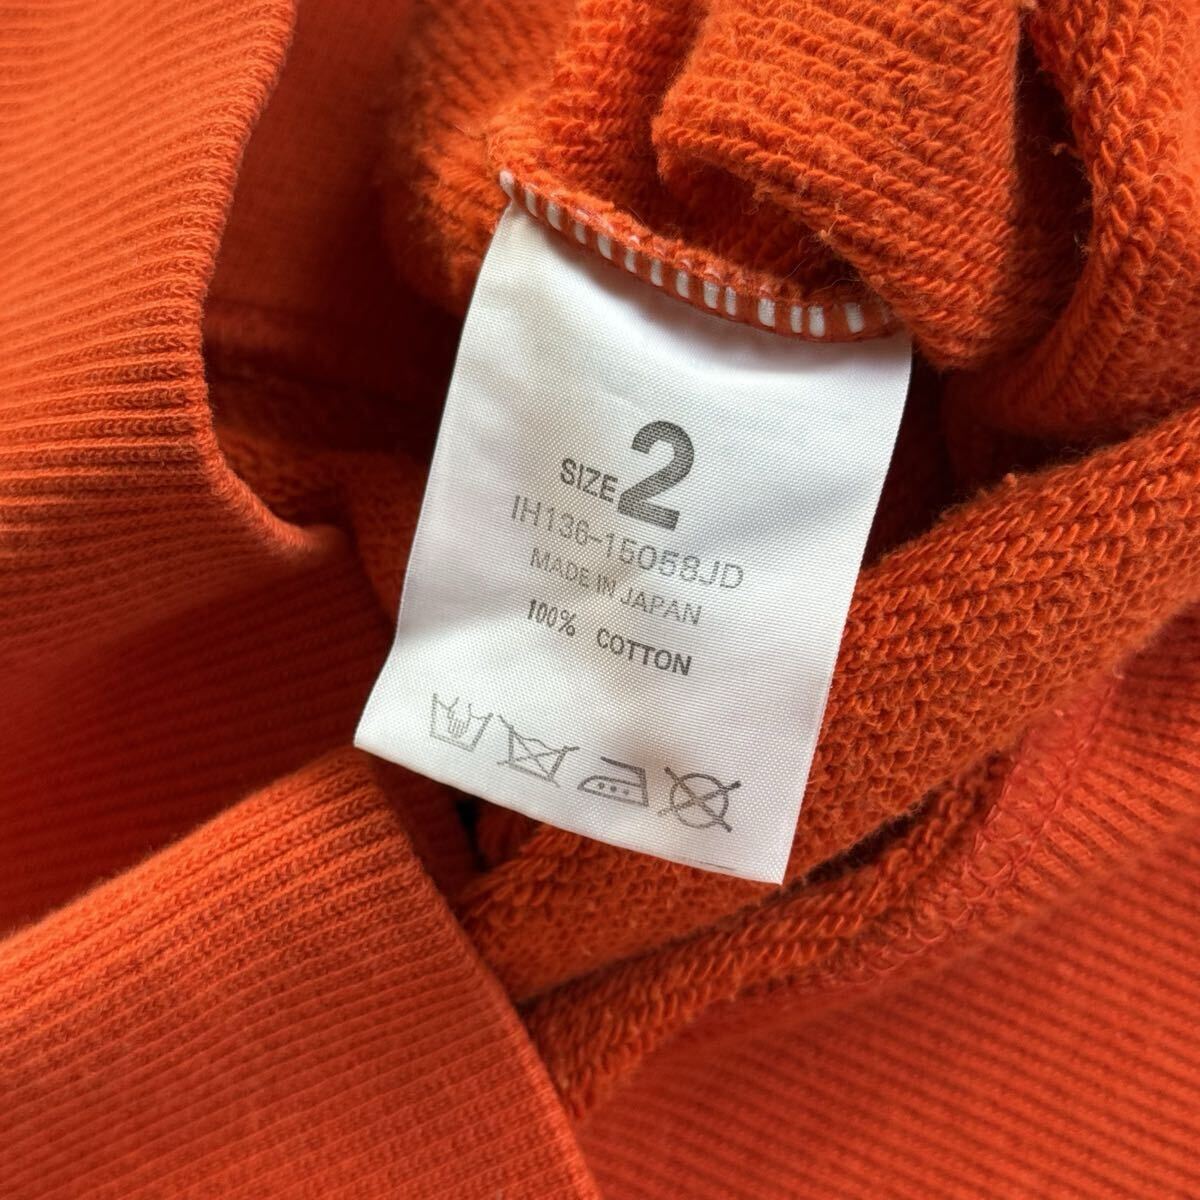 SIZE 2
IH136-15058JD
MADE IN JAPAN
100% COTTON